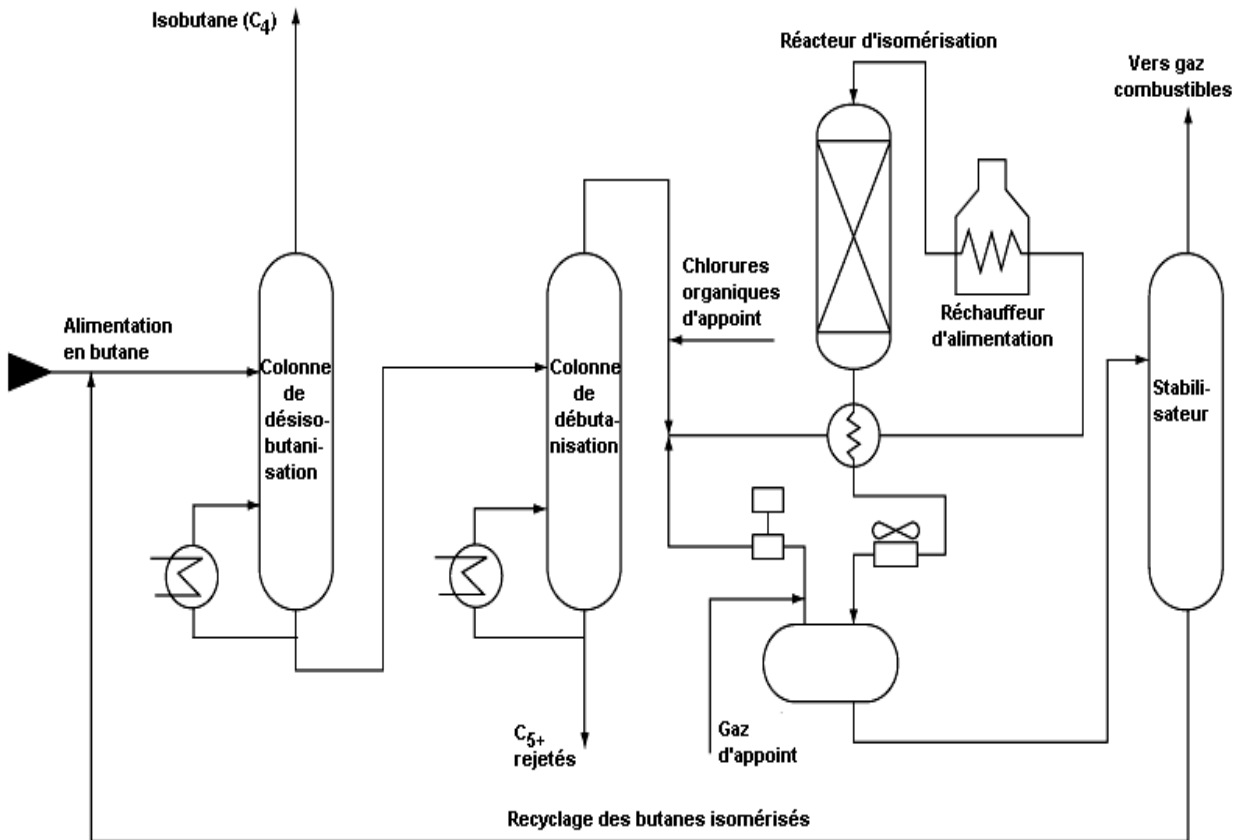 Isobutane (C4)
Réacteur d'isomérisation
Vers gaz
combustibles
Chlorures
organiques
d'appoint
Réchauffeur
d'alimentation
Alimentation
en butane
Colonne
de
désiso-
butani-
sation
Colonne
de
débuta-
nisation
Stabili-
sateur
C5+
rejetés
Gaz
d'appoint
Recyclage des butanes isomérisés